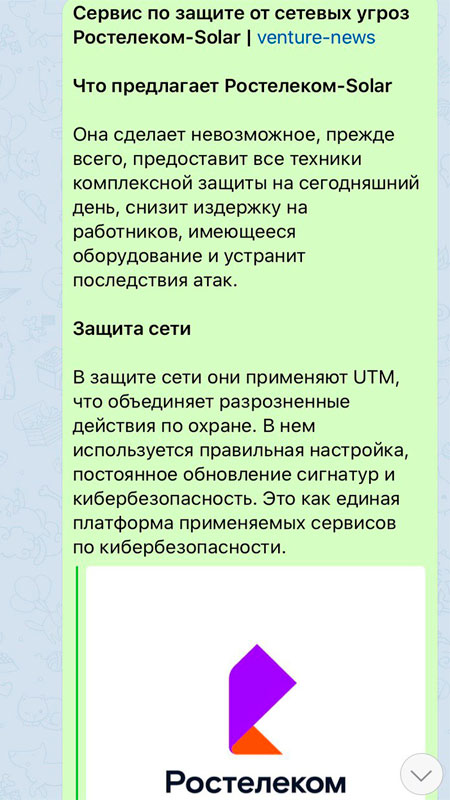 Сервис по защите от сетевых угроз
Ростелеком-Solar | venture-news
Что предлагает Ростелеком-Solar
Она сделает невозможное, прежде
всего, предоставит все техники
комплексной защиты на сегодняшний
день, снизит издержку на
работников, имеющееся
оборудование и устранит
последствия атак.
Защита сети
В защите сети они применяют UTM,
что объединяет разрозненные
действия по охране. В нем
используется правильная настройка,
постоянное обновление сигнатур и
кибербезопасность. Это как единая
платформа применяемых сервисов
по кибербезопасности.
Ростелеком